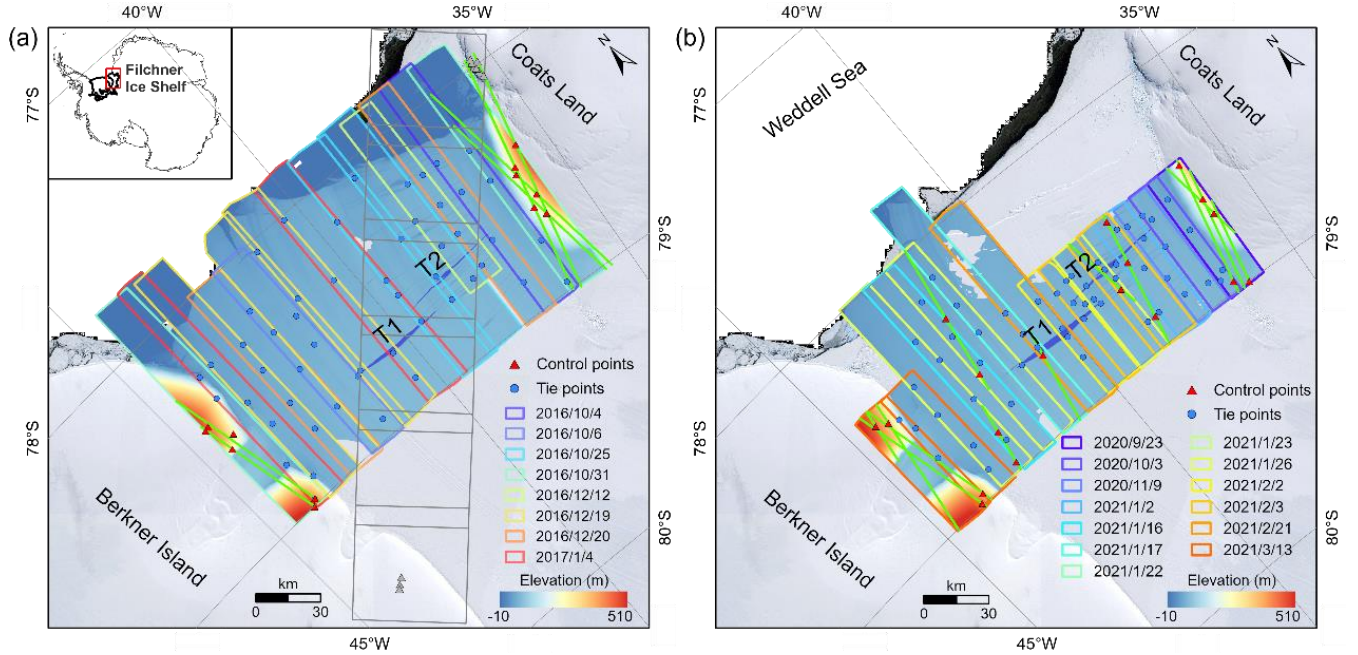 40°W
35°W
(a)
N
Filchner
Ice Shelf
Coats Land
77°S
79°S
T2
T1
78°S
Berkner Island
80°S
Control points
Tie points
2016/10/4
2016/10/6
2016/10/25
2016/10/31
2016/12/12
2016/12/19
2016/12/20
2017/1/4
km
0 30
Elevation (m)
-10 510
45°W
40°W
35°W
(b)
N
Weddell Sea
Coats Land
77°S
79°S
T2
T1
78°S
Berkner Island
80°S
Control points
Tie points
2020/9/23
2020/10/3
2020/11/9
2021/1/2
2021/1/16
2021/1/17
2021/1/22
2021/1/23
2021/1/26
2021/2/2
2021/2/3
2021/2/21
2021/3/13
km
0 30
Elevation (m)
-10 510
45°W